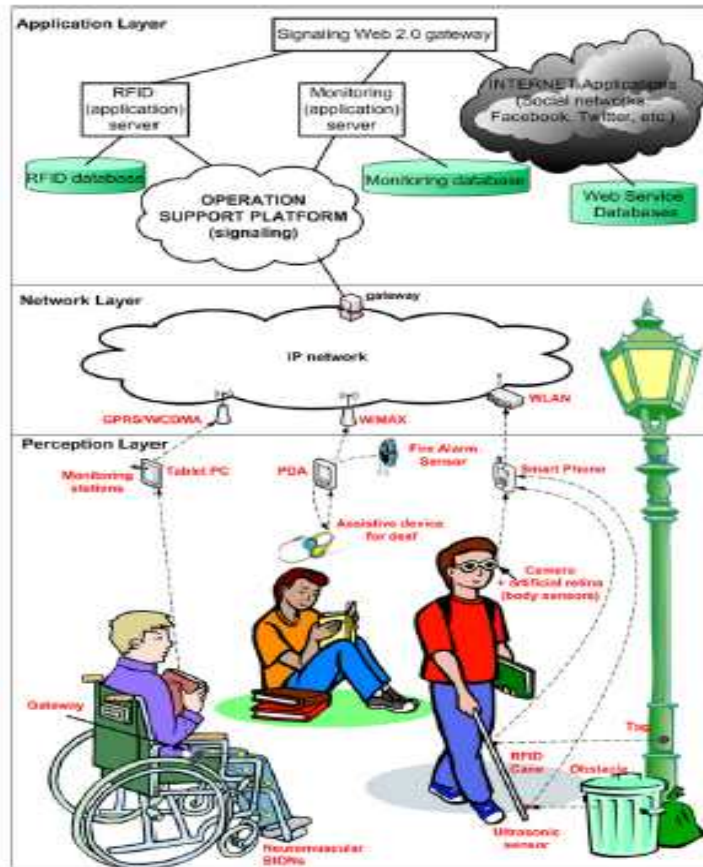 Application Layer
Signaling Web 2.0 gateway
RFID
(application)
server
Monitoring
(application)
server
INTERNET-Applications
(Social networks
Facebook, Twitter, etc.)
RFID database
Monitoring database
Web Service
Databases
OPERATION
SUPPORT PLATFORM
(signaling)
Network Layer
gateway
IP network
GPRS/WCDMA
WiMAX
WLAN
Perception Layer
Monitoring
stations
Tablet PC
PDA
Fire Alarm
Sensor
Smart Phone
Assistive device
for deaf
Camera
+ artificial retina
(body sensors)
Gateway
Tag
RFID
Cane
Obstacle
Ultrasonic
sensor
Neuromuscular
BIONs